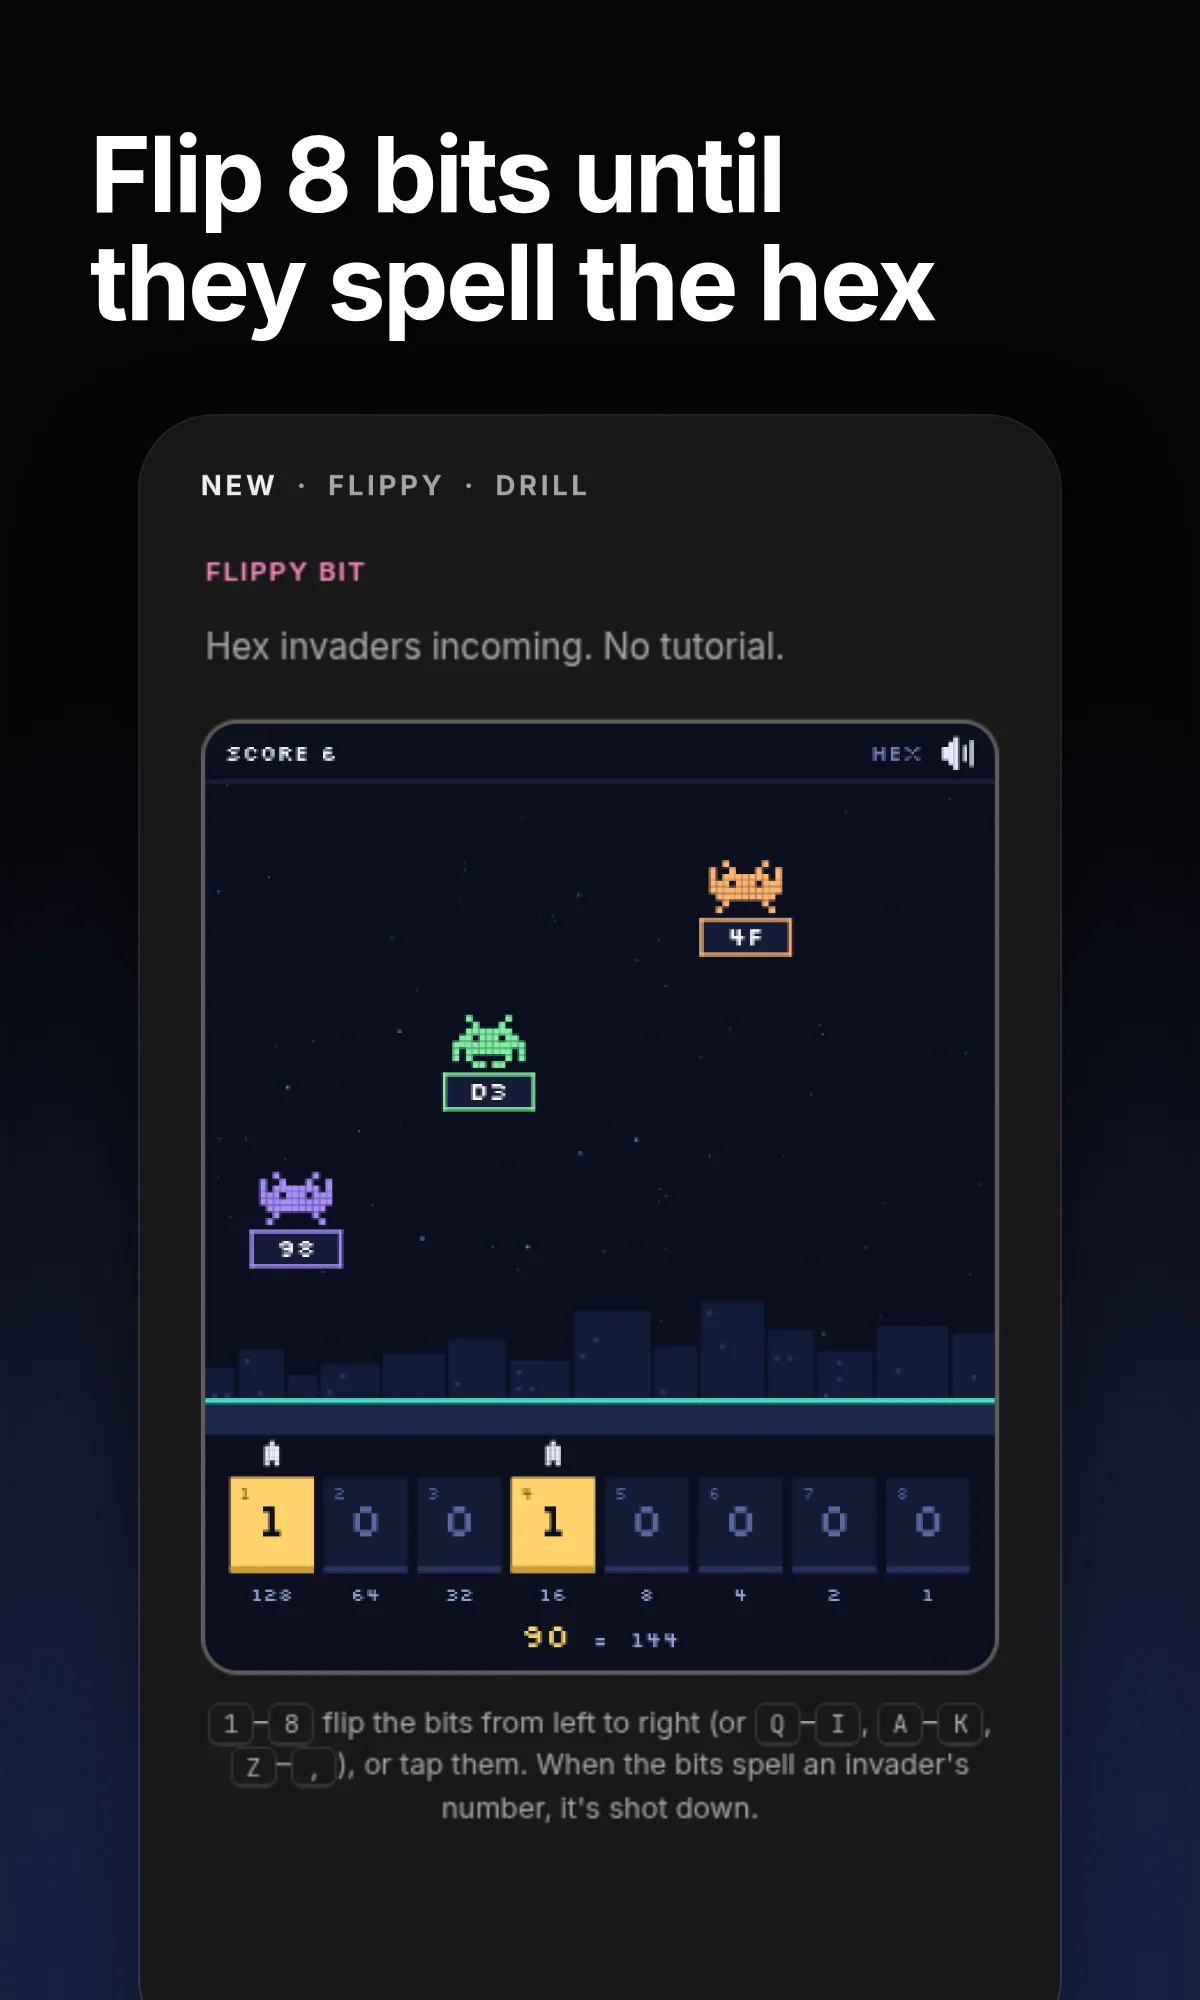 Flip 8 bits until
they spell the hex
NEW · FLIPPY · DRILL
FLIPPY BIT
Hex invaders incoming. No tutorial.
SCORE 6 HEX
4F
D3
98
1 2 3 4 5 6 7 8
1 0 0 1 0 0 0 0
128 64 32 16 8 4 2 1
90 = 144
1–8 flip the bits from left to right (or Q–I, A–K,
Z–,), or tap them. When the bits spell an invader's
number, it's shot down.